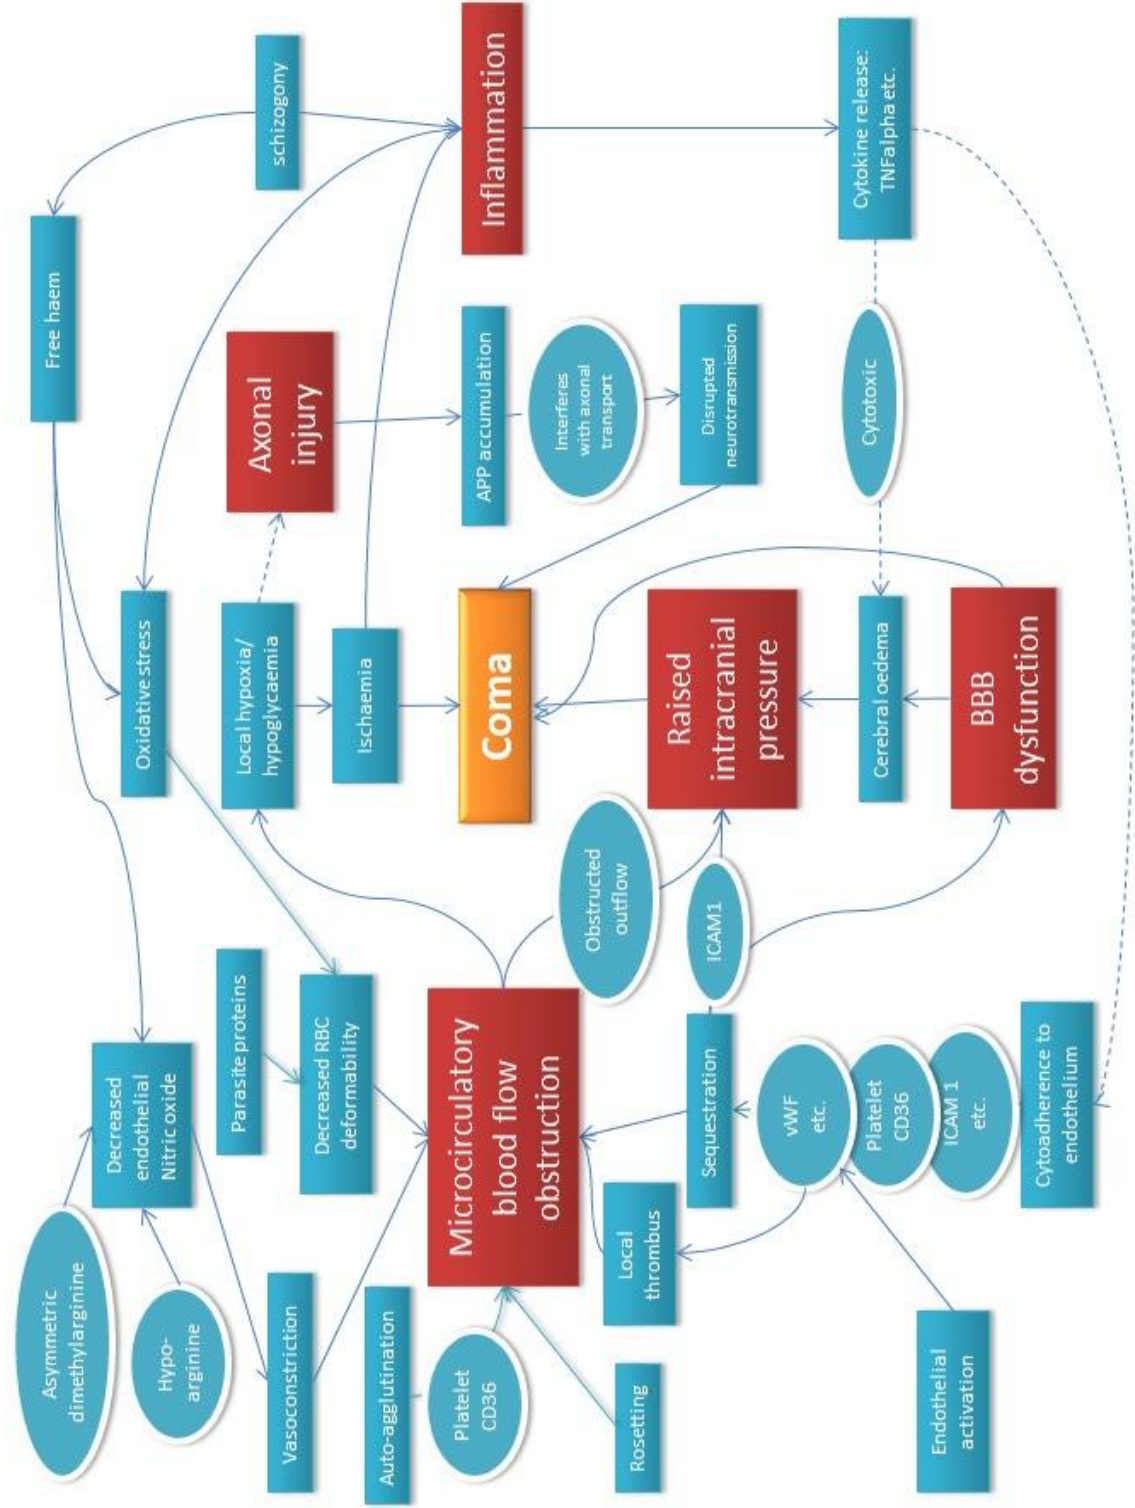 Asymmetric
dimethylarginine
Hypo-
arginine
Decreased
endothelial
Nitric oxide
Free haem
Oxidative stress
schizogony
Vasoconstriction
Parasite proteins
Decreased RBC
deformability
Local hypoxia/
hypoglycaemia
Axonal
injury
Ischaemia
Auto-agglutination
Platelet
CD36
Microcirculatory
blood flow
obstruction
Coma
APP accumulation
Inflammation
Interferes
with axonal
transport
Obstructed
outflow
Rosetting
Local
thrombus
Sequestration
ICAM1
Raised
intracranial
pressure
Disrupted
neurotransmission
vWF
etc.
Platelet
CD36
ICAM 1
etc.
Cerebral oedema
Cytotoxic
Cytokine release:
TNFalpha etc.
Endothelial
activation
Cytoadherence to
endothelium
BBB
dysfunction